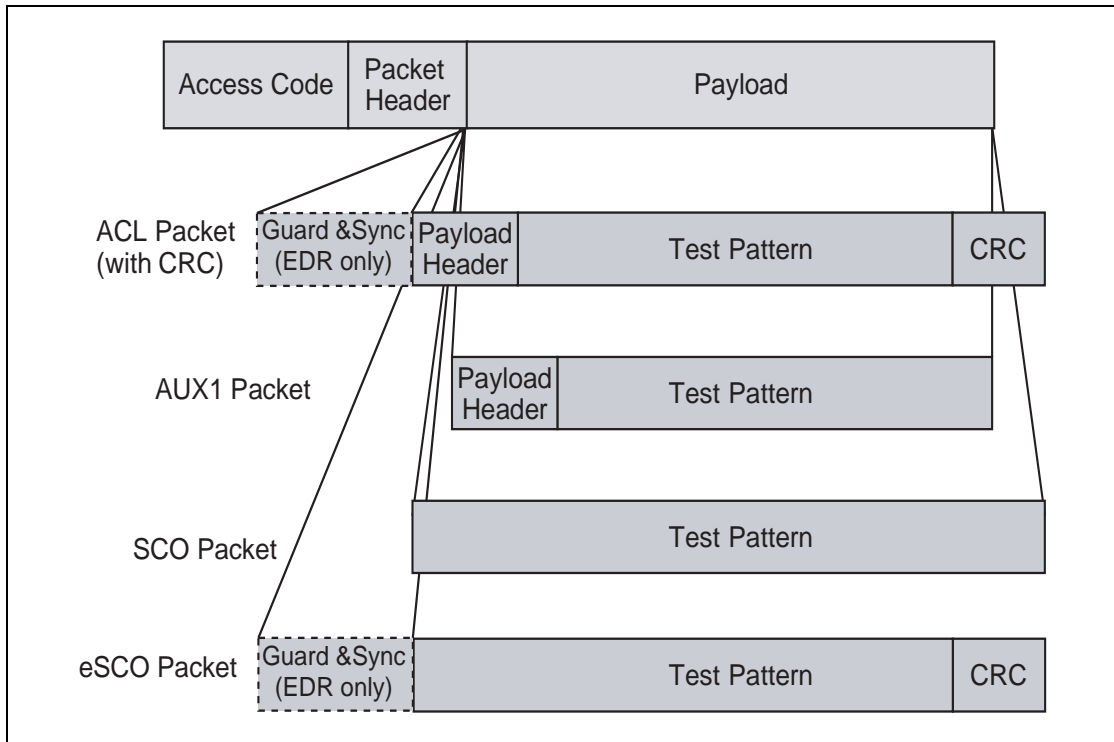 Access Code
Packet
Header
Payload
ACL Packet
(with CRC)
Guard &Sync
(EDR only)
Payload
Header
Test Pattern
CRC
AUX1 Packet
Payload
Header
Test Pattern
SCO Packet
Test Pattern
eSCO Packet
Guard &Sync
(EDR only)
Test Pattern
CRC